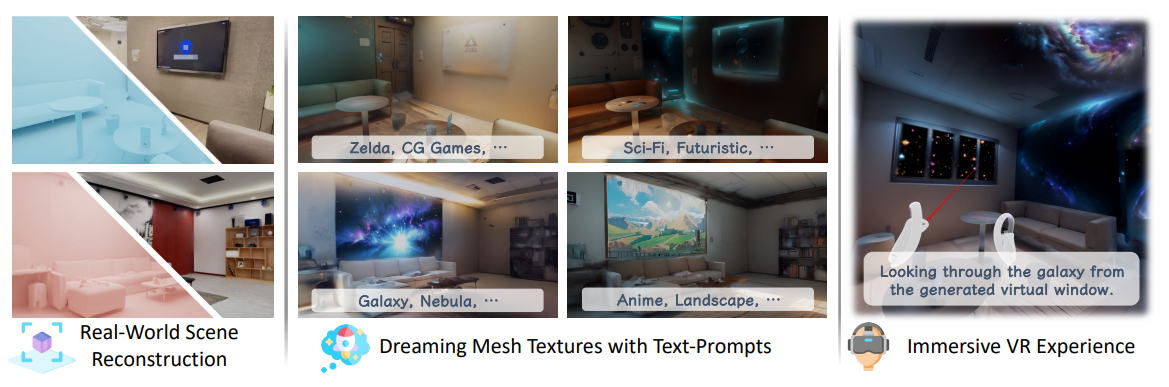 Zelda, CG Games, ···
Sci-Fi, Futuristic, ···
Galaxy, Nebula, ···
Anime, Landscape, ···
Looking through the galaxy from
the generated virtual window.
Real-World Scene
Reconstruction
Dreaming Mesh Textures with Text-Prompts
Immersive VR Experience